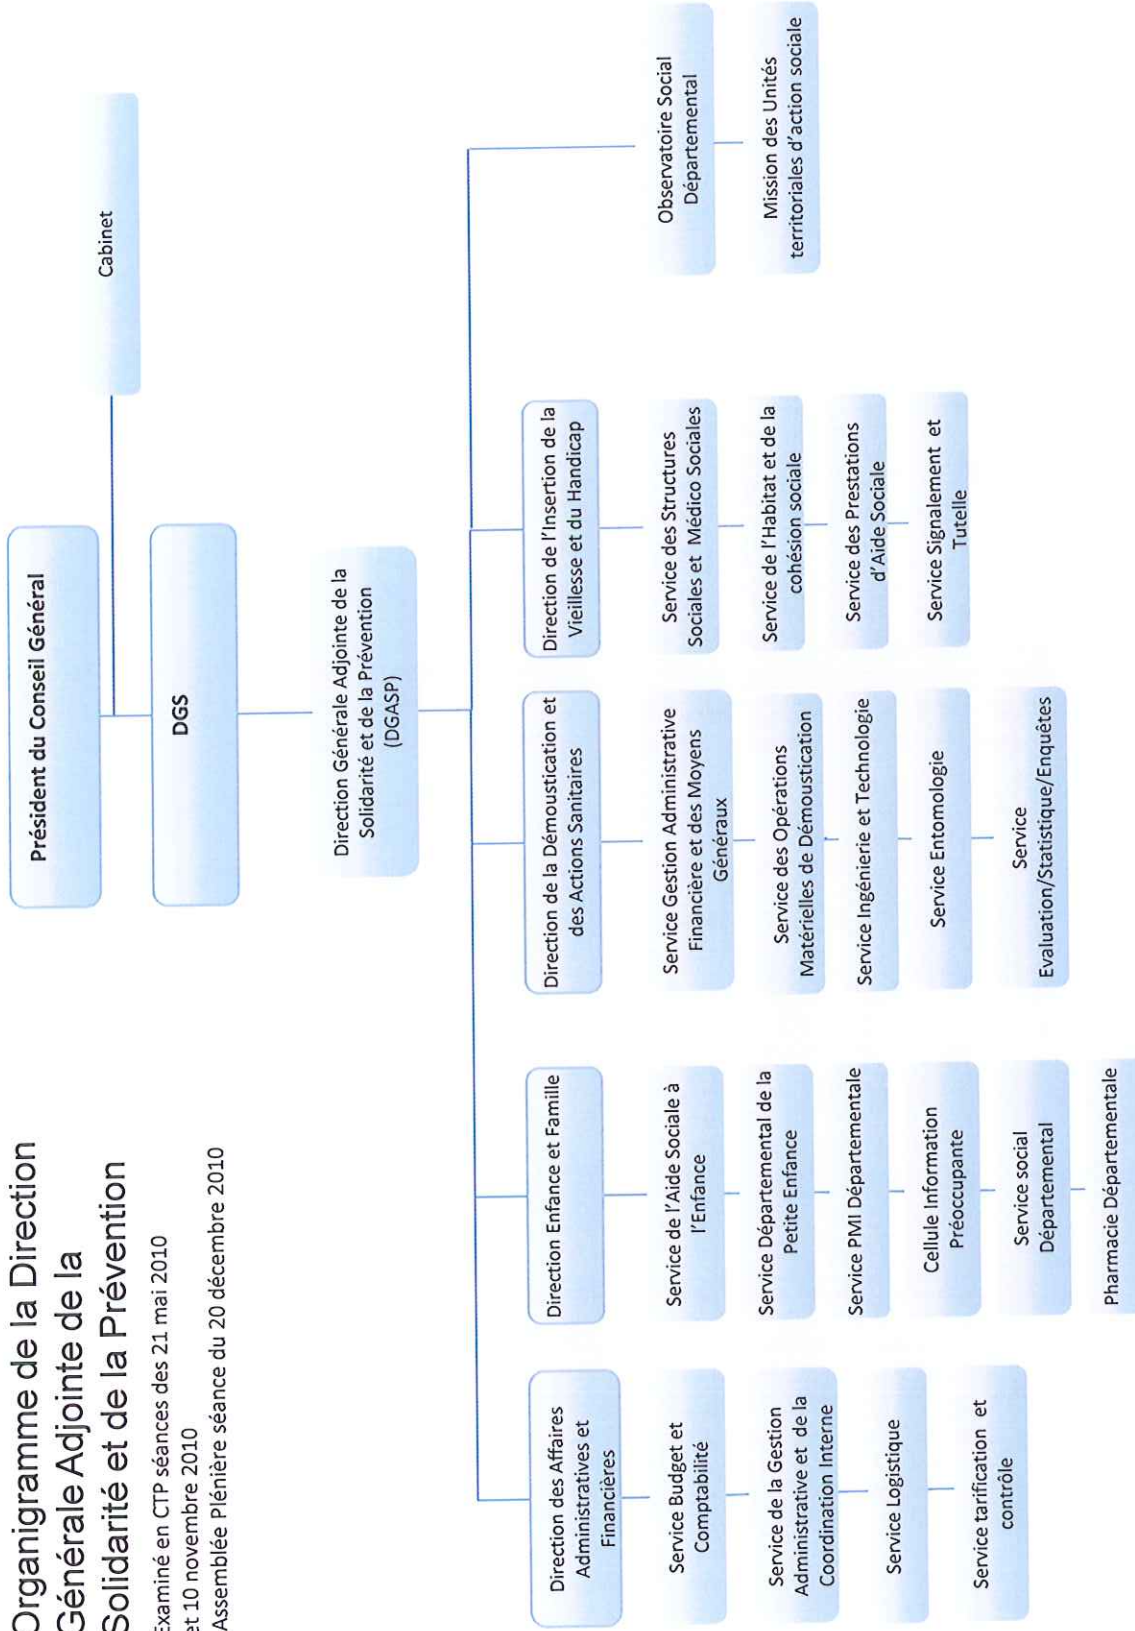 Organigramme de la Direction
Générale Adjointe de la
Solidarité et de la Prévention
Examiné en CTP séances des 21 mai 2010
et 10 novembre 2010
Assemblée Plénière séance du 20 décembre 2010
Président du Conseil Général
Cabinet
DGS
Direction Générale Adjointe de la
Solidarité et de la Prévention
(DGASP)
Direction des Affaires
Administratives et
Financières
Service Budget et
Comptabilité
Service de la Gestion
Administrative et de la
Coordination Interne
Service Logistique
Service tarification et
contrôle
Direction Enfance et Famille
Service de l'Aide Sociale à
l'Enfance
Service Départemental de la
Petite Enfance
Service PMI Départementale
Cellule Information
Préoccupante
Service social
Départemental
Pharmacie Départementale
Direction de la Démoustication et
des Actions Sanitaires
Service Gestion Administrative
Financière et des Moyens
Généraux
Service des Opérations
Matérielles de Démoustication
Service Ingénierie et Technologie
Service Entomologie
Service
Evaluation/Statistique/Enquêtes
Direction de l'Insertion de la
Vieillesse et du Handicap
Service des Structures
Sociales et Médico Sociales
Service de l'Habitat et de la
cohésion sociale
Service des Prestations
d'Aide Sociale
Service Signalement et
Tutelle
Observatoire Social
Départemental
Mission des Unités
territoriales d'action sociale